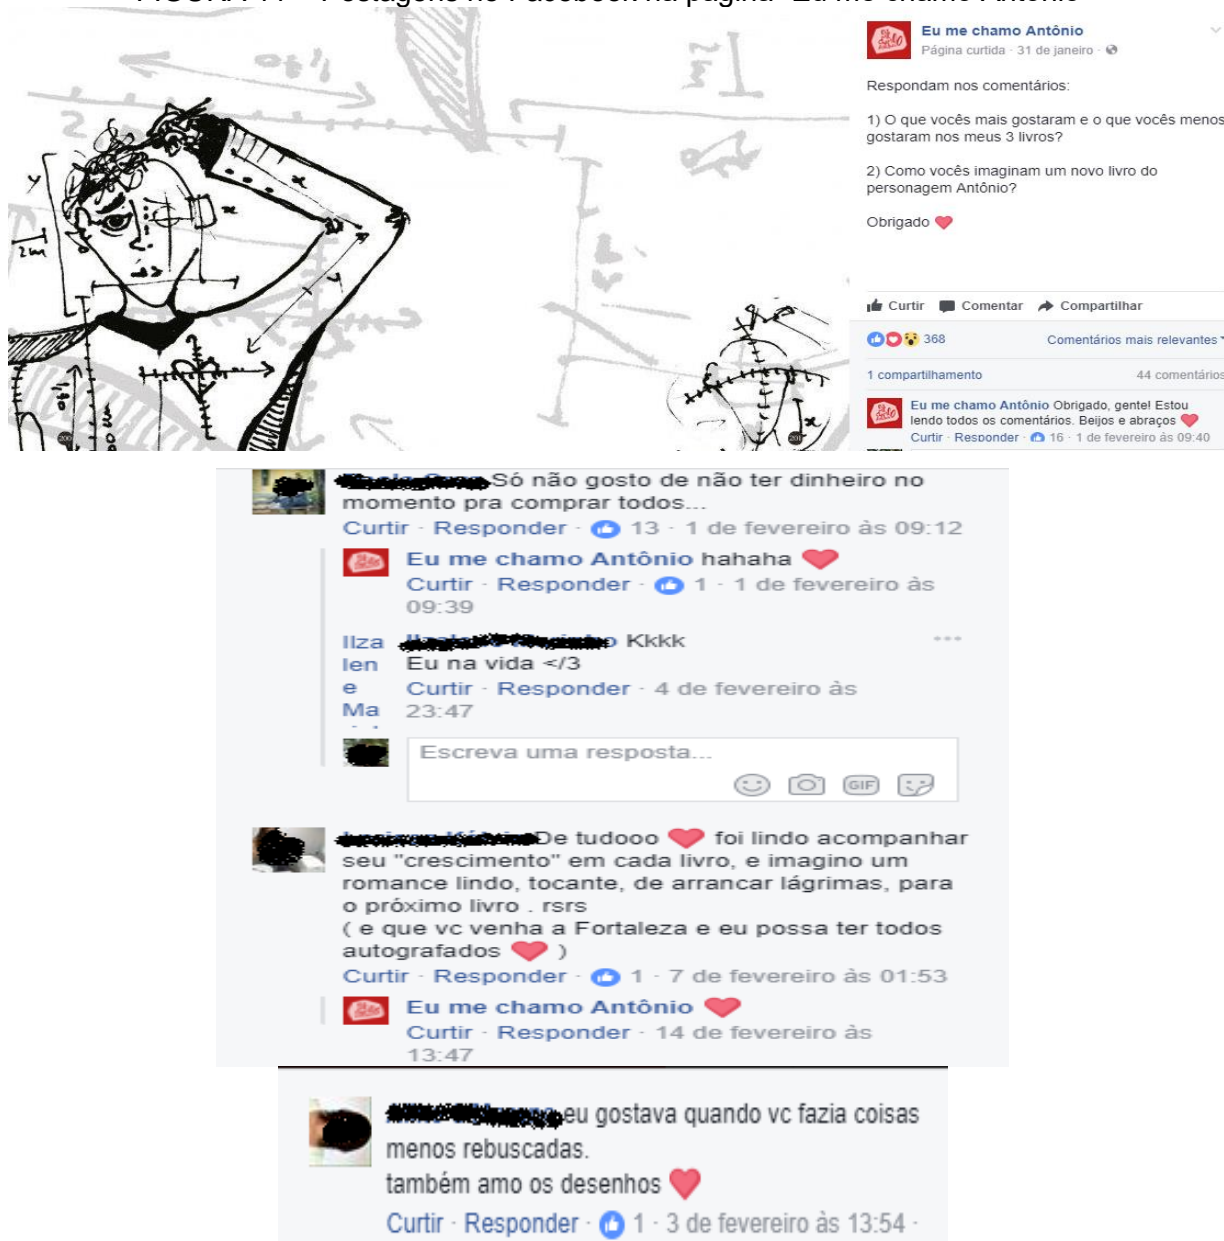 Eu me chamo Antônio
Página curtida · 31 de janeiro ·
Respondam nos comentários:
1) O que vocês mais gostaram e o que vocês menos
gostaram nos meus 3 livros?
2) Como vocês imaginam um novo livro do
personagem Antônio?
Obrigado ❤
Curtir Comentar Compartilhar
368 Comentários mais relevantes
1 compartilhamento 44 comentários
Eu me chamo Antônio Obrigado, gente! Estou
lendo todos os comentários. Beijos e abraços ❤
Curtir · Responder · 16 · 1 de fevereiro às 09:40
2
y
x
2m
x
y
x
200
201
Só não gosto de não ter dinheiro no
momento pra comprar todos...
Curtir · Responder · 13 · 1 de fevereiro às 09:12
Eu me chamo Antônio hahaha ❤
Curtir · Responder · 1 · 1 de fevereiro às
09:39
Ilza
len
e
Ma
Kkkk
Eu na vida </3
Curtir · Responder · 4 de fevereiro às
23:47
Escreva uma resposta...
GIF
De tudooo ❤ foi lindo acompanhar
seu "crescimento" em cada livro, e imagino um
romance lindo, tocante, de arrancar lágrimas, para
o próximo livro . rsrs
( e que vc venha a Fortaleza e eu possa ter todos
autografados ❤ )
Curtir · Responder · 1 · 7 de fevereiro às 01:53
Eu me chamo Antônio ❤
Curtir · Responder · 14 de fevereiro às
13:47
eu gostava quando vc fazia coisas
menos rebuscadas.
também amo os desenhos ❤
Curtir · Responder · 1 · 3 de fevereiro às 13:54 ·